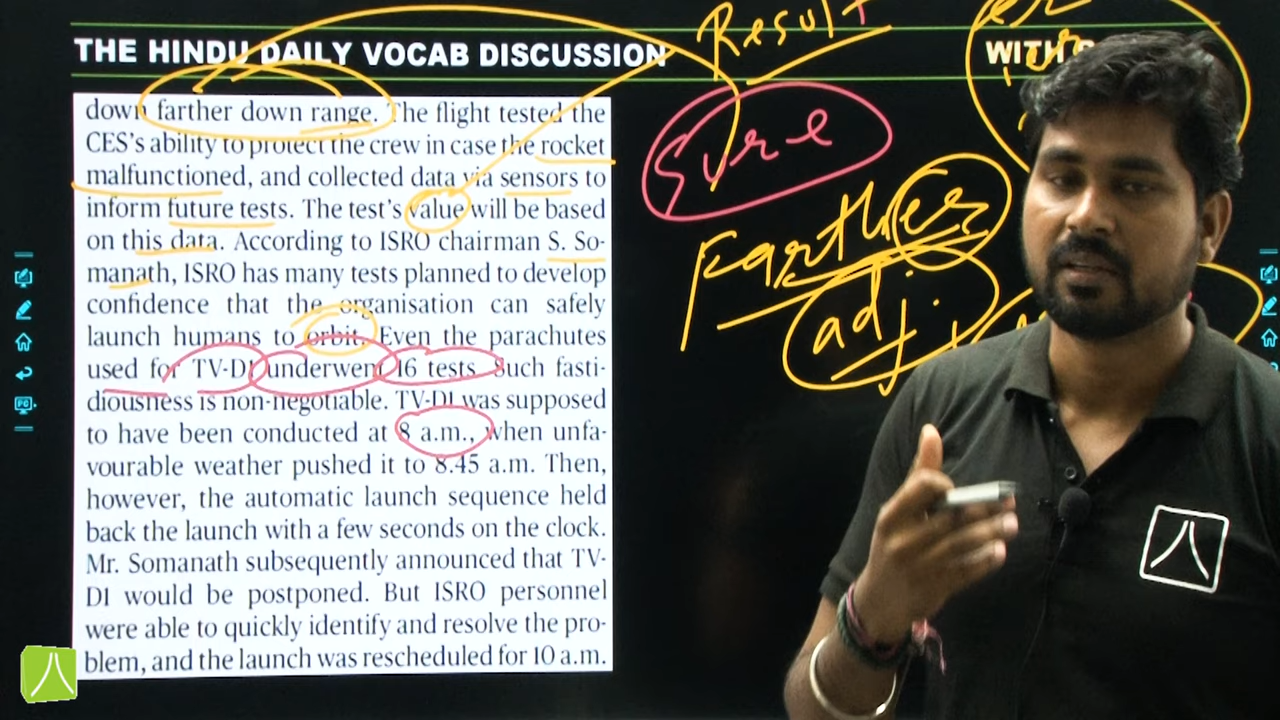 THE HINDU DAILY VOCAB DISCUSSION
WITH
down farther down range. The flight tested the
CES's ability to protect the crew in case the rocket
malfunctioned, and collected data via sensors to
inform future tests. The test's value will be based
on this data. According to ISRO chairman S. So-
manath, ISRO has many tests planned to develop
confidence that the organisation can safely
launch humans to orbit. Even the parachutes
used for TV-D1 underwent 16 tests. Such fasti-
diousness is non-negotiable. TV-D1 was supposed
to have been conducted at 8 a.m., when unfa-
vourable weather pushed it to 8.45 a.m. Then,
however, the automatic launch sequence held
back the launch with a few seconds on the clock.
Mr. Somanath subsequently announced that TV-
D1 would be postponed. But ISRO personnel
were able to quickly identify and resolve the pro-
blem, and the launch was rescheduled for 10 a.m.
Result
Sure
er
Farther
adj.
PC